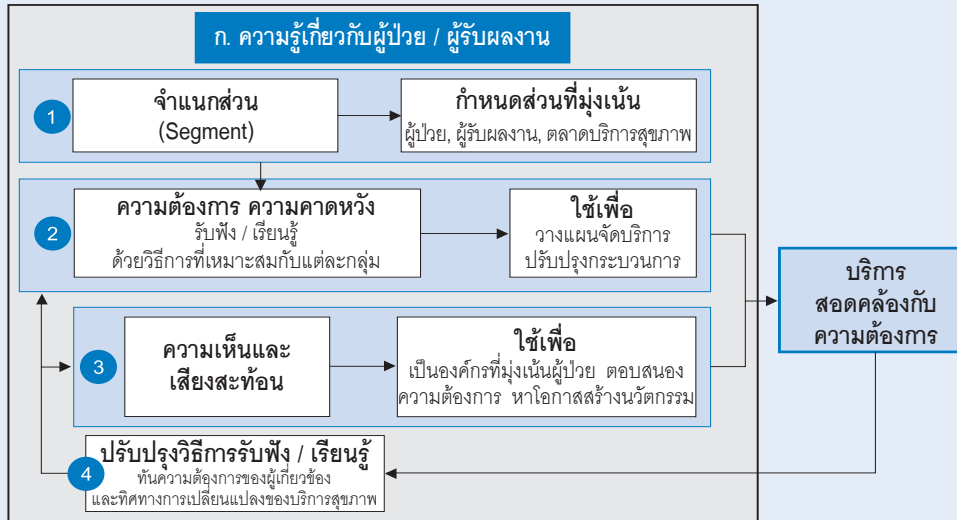 ก. ความรู้เกี่ยวกับผู้ป่วย / ผู้รับผลงาน
1
จำแนกส่วน
(Segment)
กำหนดส่วนที่มุ่งเน้น
ผู้ป่วย, ผู้รับผลงาน, ตลาดบริการสุขภาพ
2
ความต้องการ ความคาดหวัง
รับฟัง / เรียนรู้
ด้วยวิธีการที่เหมาะสมกับแต่ละกลุ่ม
ใช้เพื่อ
วางแผนจัดบริการ
ปรับปรุงกระบวนการ
บริการ
สอดคล้องกับ
ความต้องการ
3
ความเห็นและ
เสียงสะท้อน
ใช้เพื่อ
เป็นองค์กรที่มุ่งเน้นผู้ป่วย ตอบสนอง
ความต้องการ หาโอกาสสร้างนวัตกรรม
4
ปรับปรุงวิธีการรับฟัง / เรียนรู้
ทันความต้องการของผู้เกี่ยวข้อง
และทิศทางการเปลี่ยนแปลงของบริการสุขภาพ